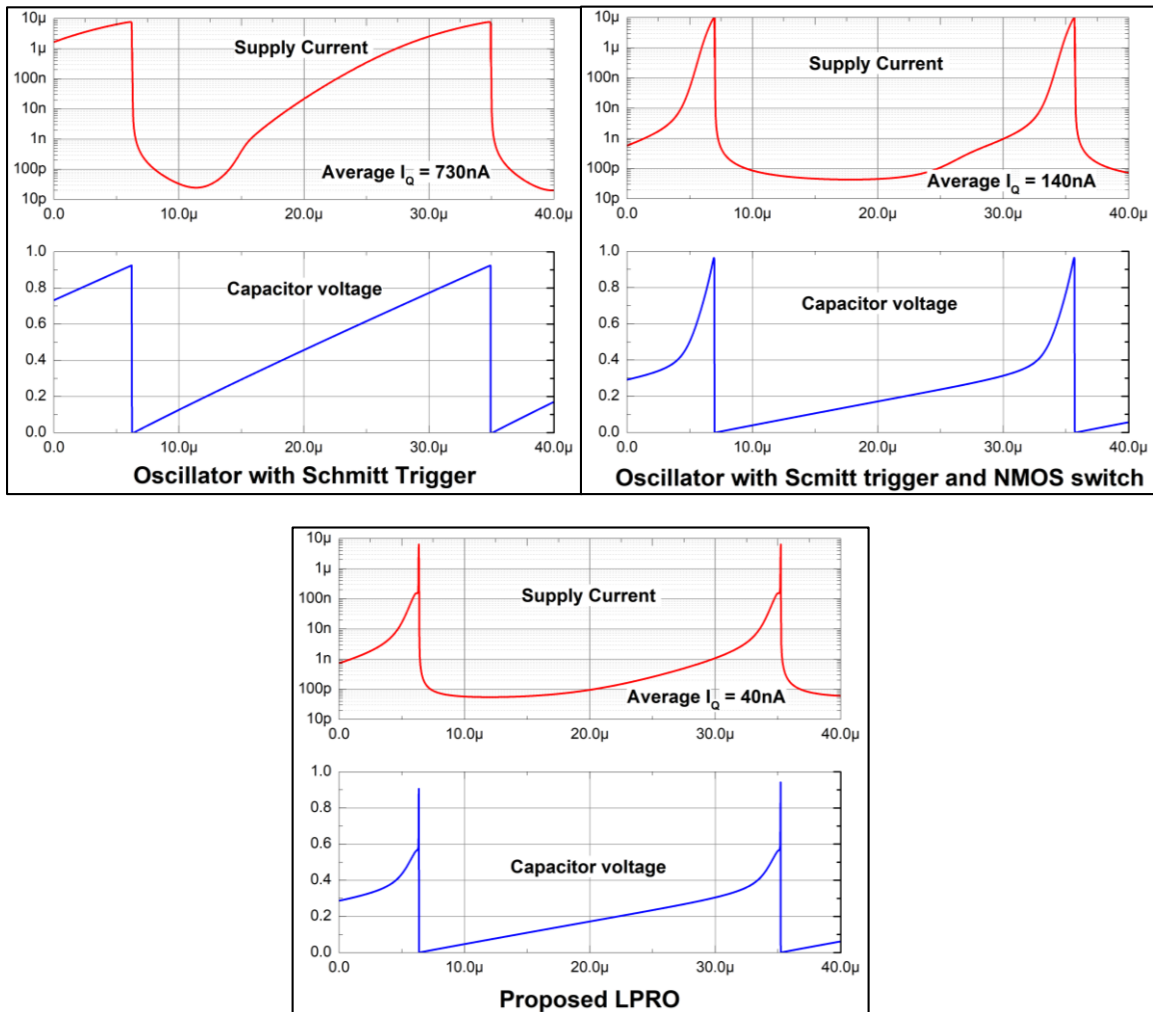 10µ
1µ
100n
10n
1n
100p
10p
Supply Current
Average I_Q = 730nA
0.0 10.0µ 20.0µ 30.0µ 40.0µ
1.0
0.8
0.6
0.4
0.2
0.0
Capacitor voltage
0.0 10.0µ 20.0µ 30.0µ 40.0µ
Oscillator with Schmitt Trigger
10µ
1µ
100n
10n
1n
100p
10p
Supply Current
Average I_Q = 140nA
0.0 10.0µ 20.0µ 30.0µ 40.0µ
1.0
0.8
0.6
0.4
0.2
0.0
Capacitor voltage
0.0 10.0µ 20.0µ 30.0µ 40.0µ
Oscillator with Scmitt trigger and NMOS switch
10µ
1µ
100n
10n
1n
100p
10p
Supply Current
Average I_Q = 40nA
0.0 10.0µ 20.0µ 30.0µ 40.0µ
1.0
0.8
0.6
0.4
0.2
0.0
Capacitor voltage
0.0 10.0µ 20.0µ 30.0µ 40.0µ
Proposed LPRO